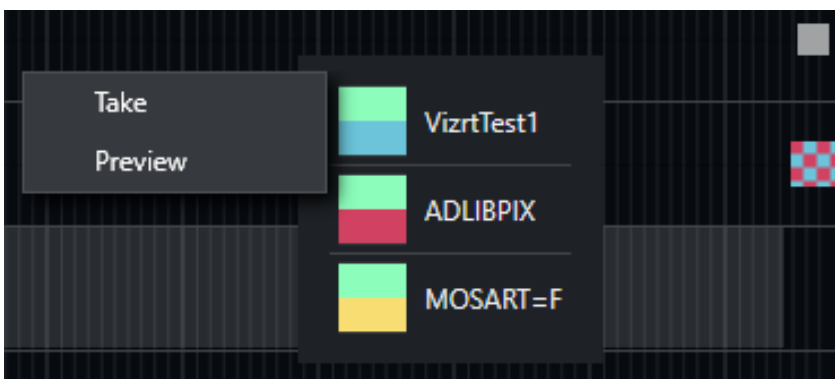 Take
Preview
VizrtTest1
ADLIBPIX
MOSART=F